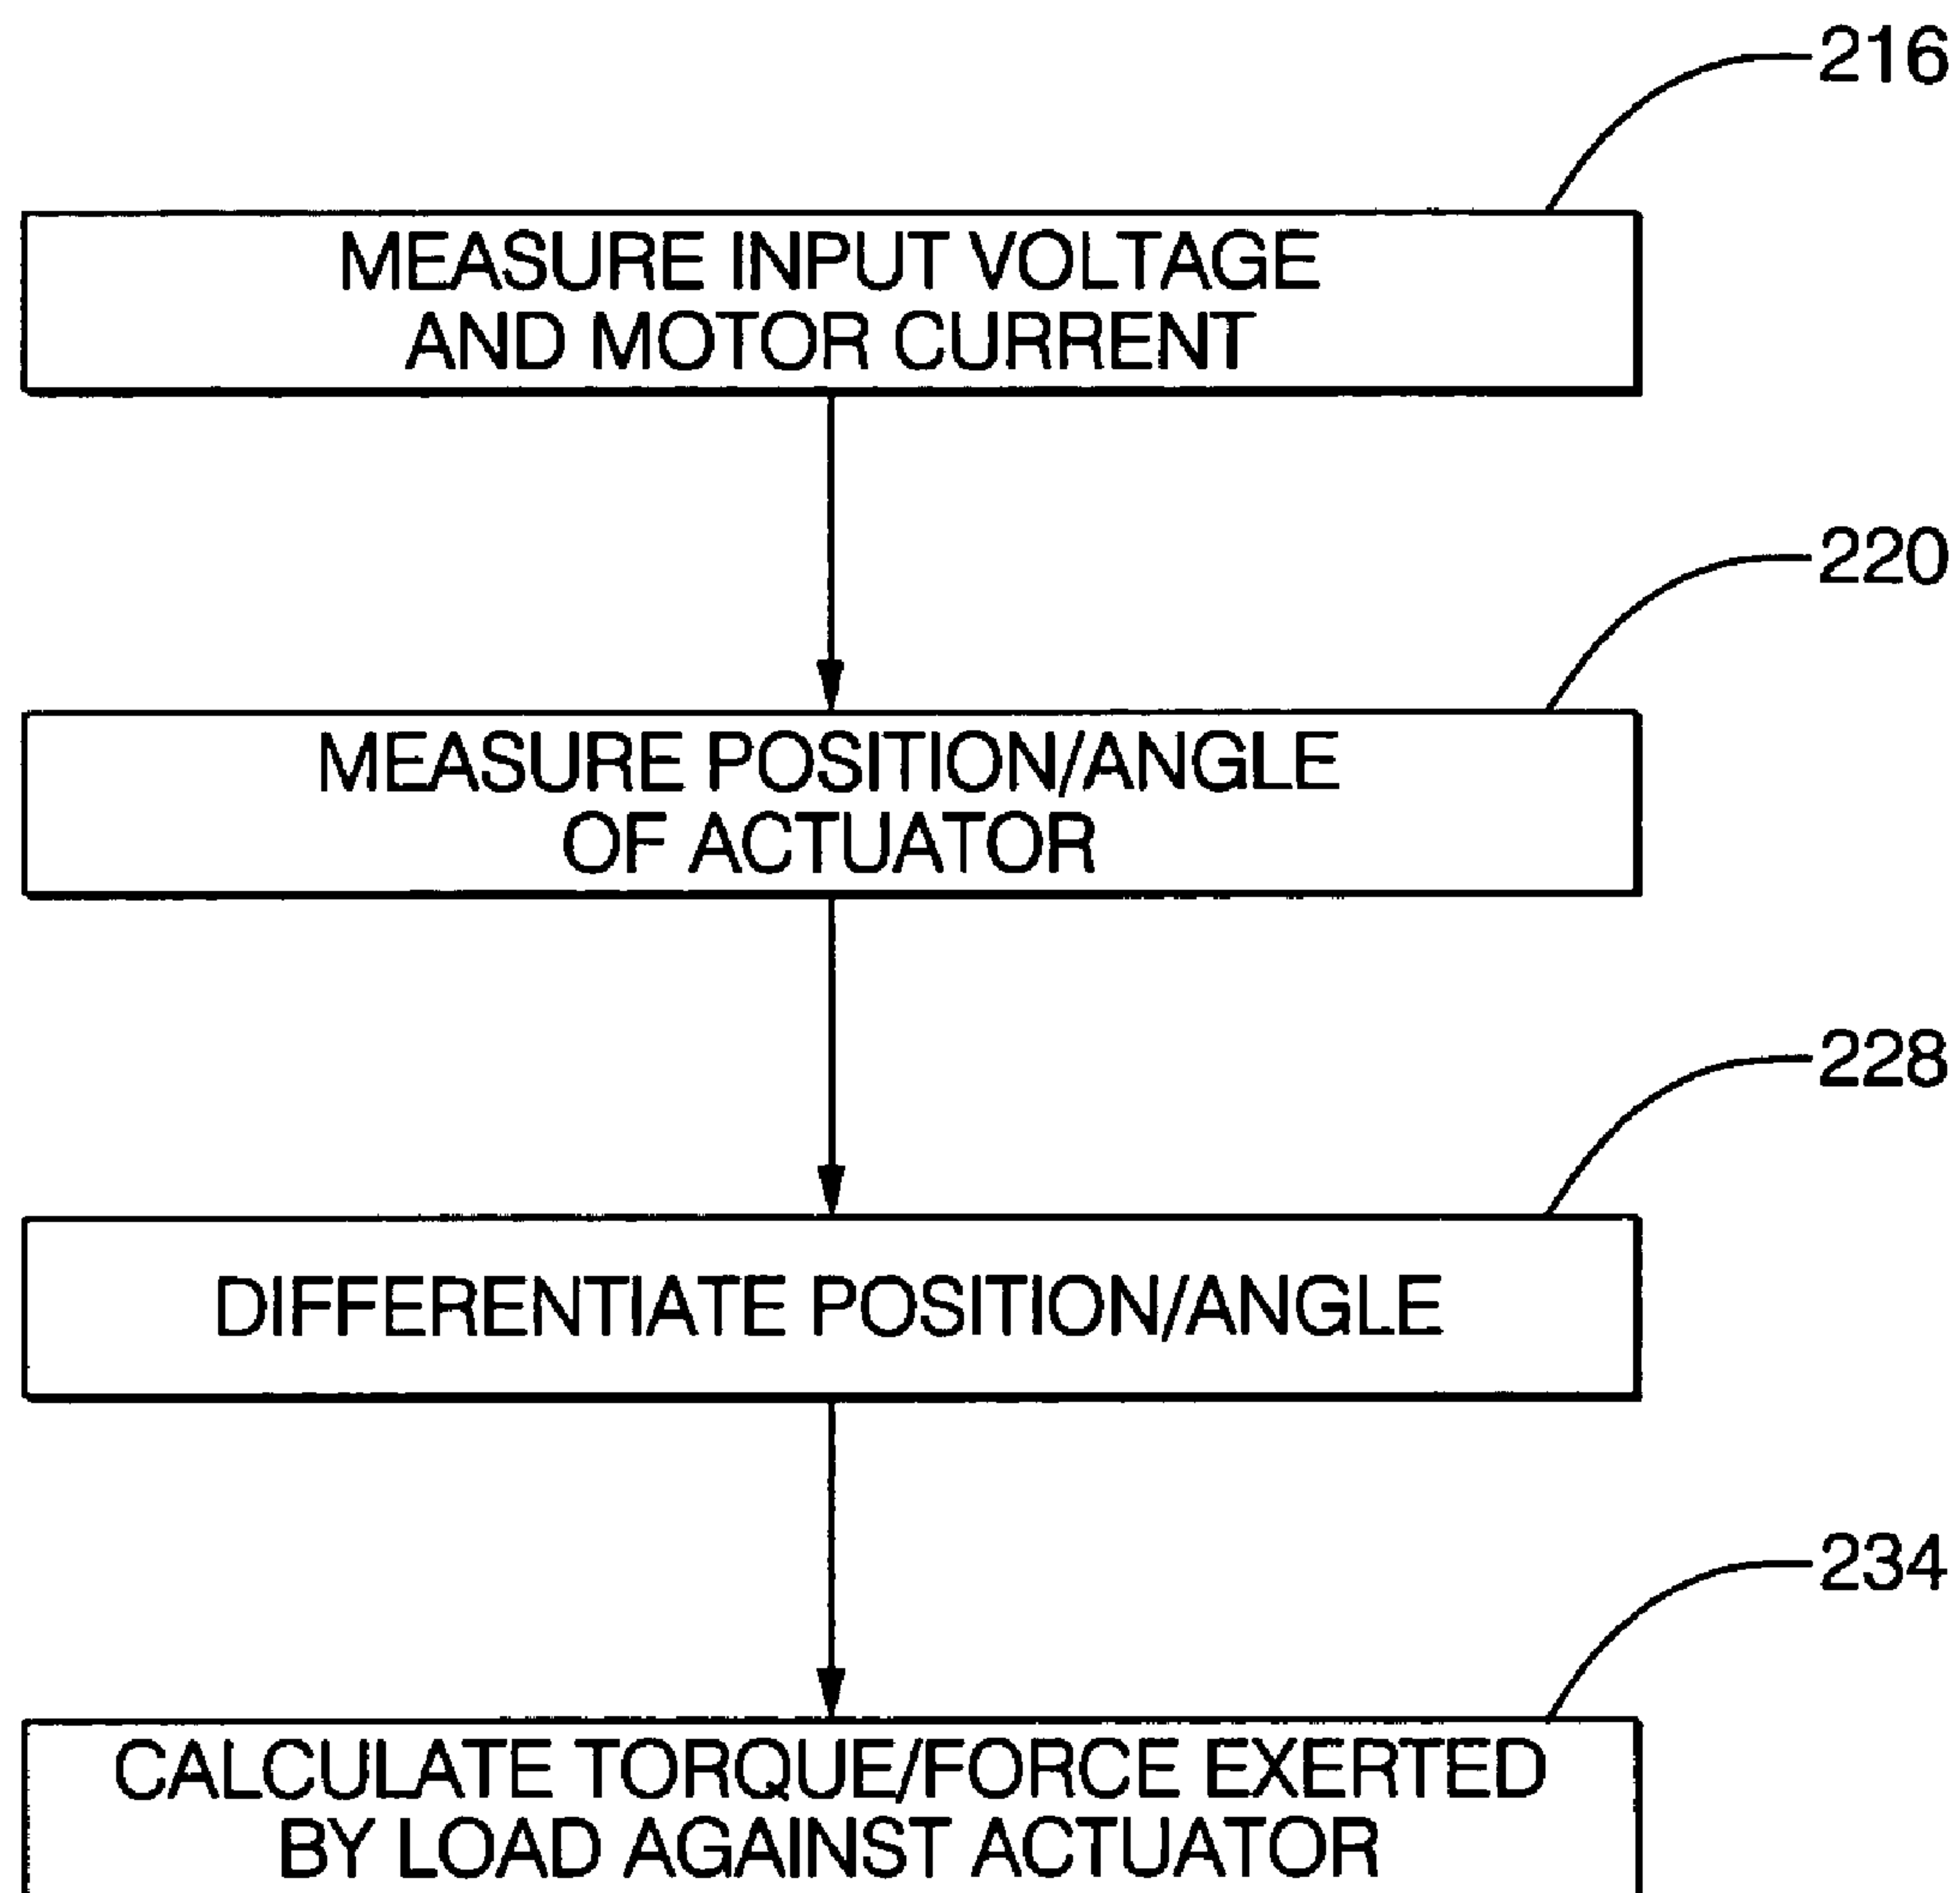 216
MEASURE INPUT VOLTAGE
AND MOTOR CURRENT
220
MEASURE POSITION/ANGLE
OF ACTUATOR
228
DIFFERENTIATE POSITION/ANGLE
234
CALCULATE TORQUE/FORCE EXERTED
BY LOAD AGAINST ACTUATOR